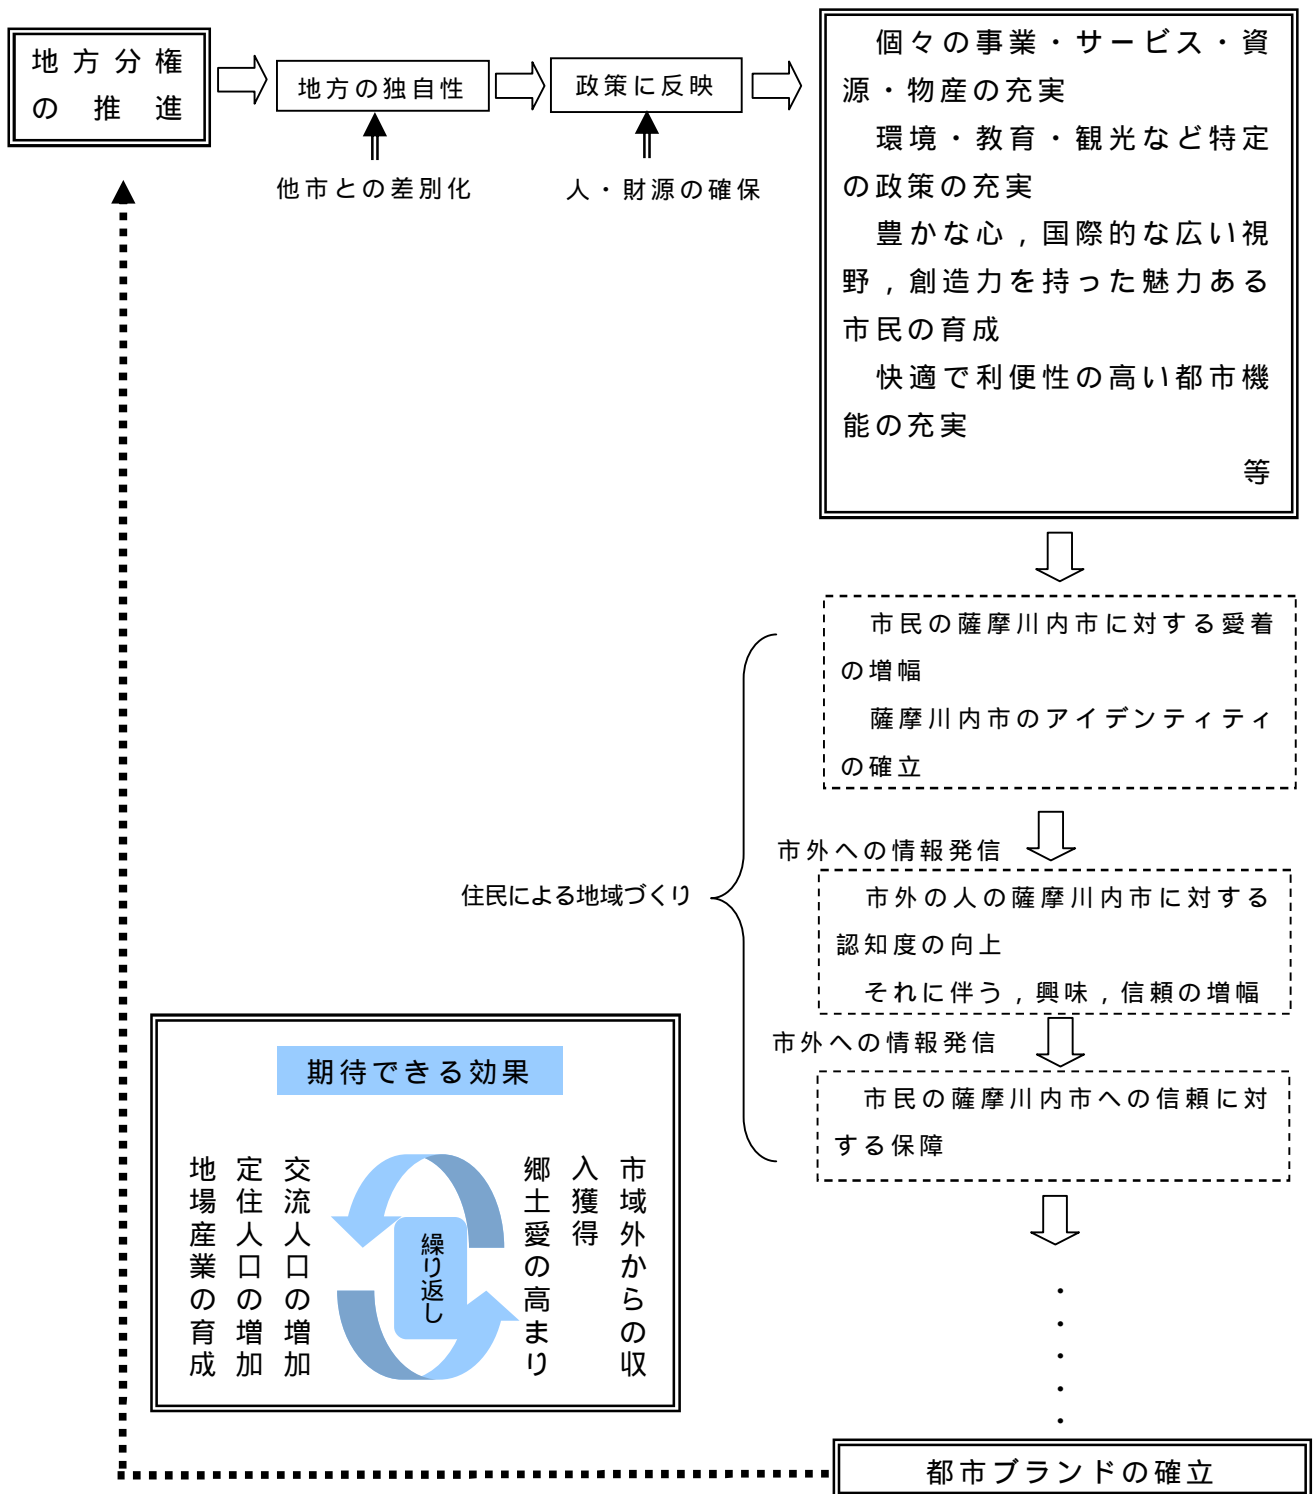 地方分権
の推進
地方の独自性
政策に反映
他市との差別化
人・財源の確保
個々の事業・サービス・資
源・物産の充実
環境・教育・観光など特定
の政策の充実
豊かな心，国際的な広い視
野，創造力を持った魅力ある
市民の育成
快適で利便性の高い都市機
能の充実
等
市民の薩摩川内市に対する愛着
の増幅
薩摩川内市のアイデンティティ
の確立
市外への情報発信
住民による地域づくり
市外の人の薩摩川内市に対する
認知度の向上
それに伴う，興味，信頼の増幅
市外への情報発信
市民の薩摩川内市への信頼に対
する保障
・
・
・
・
・
期待できる効果
市域外からの収
入獲得
郷土愛の高まり
繰り返し
交流人口の増加
定住人口の増加
地場産業の育成
都市ブランドの確立